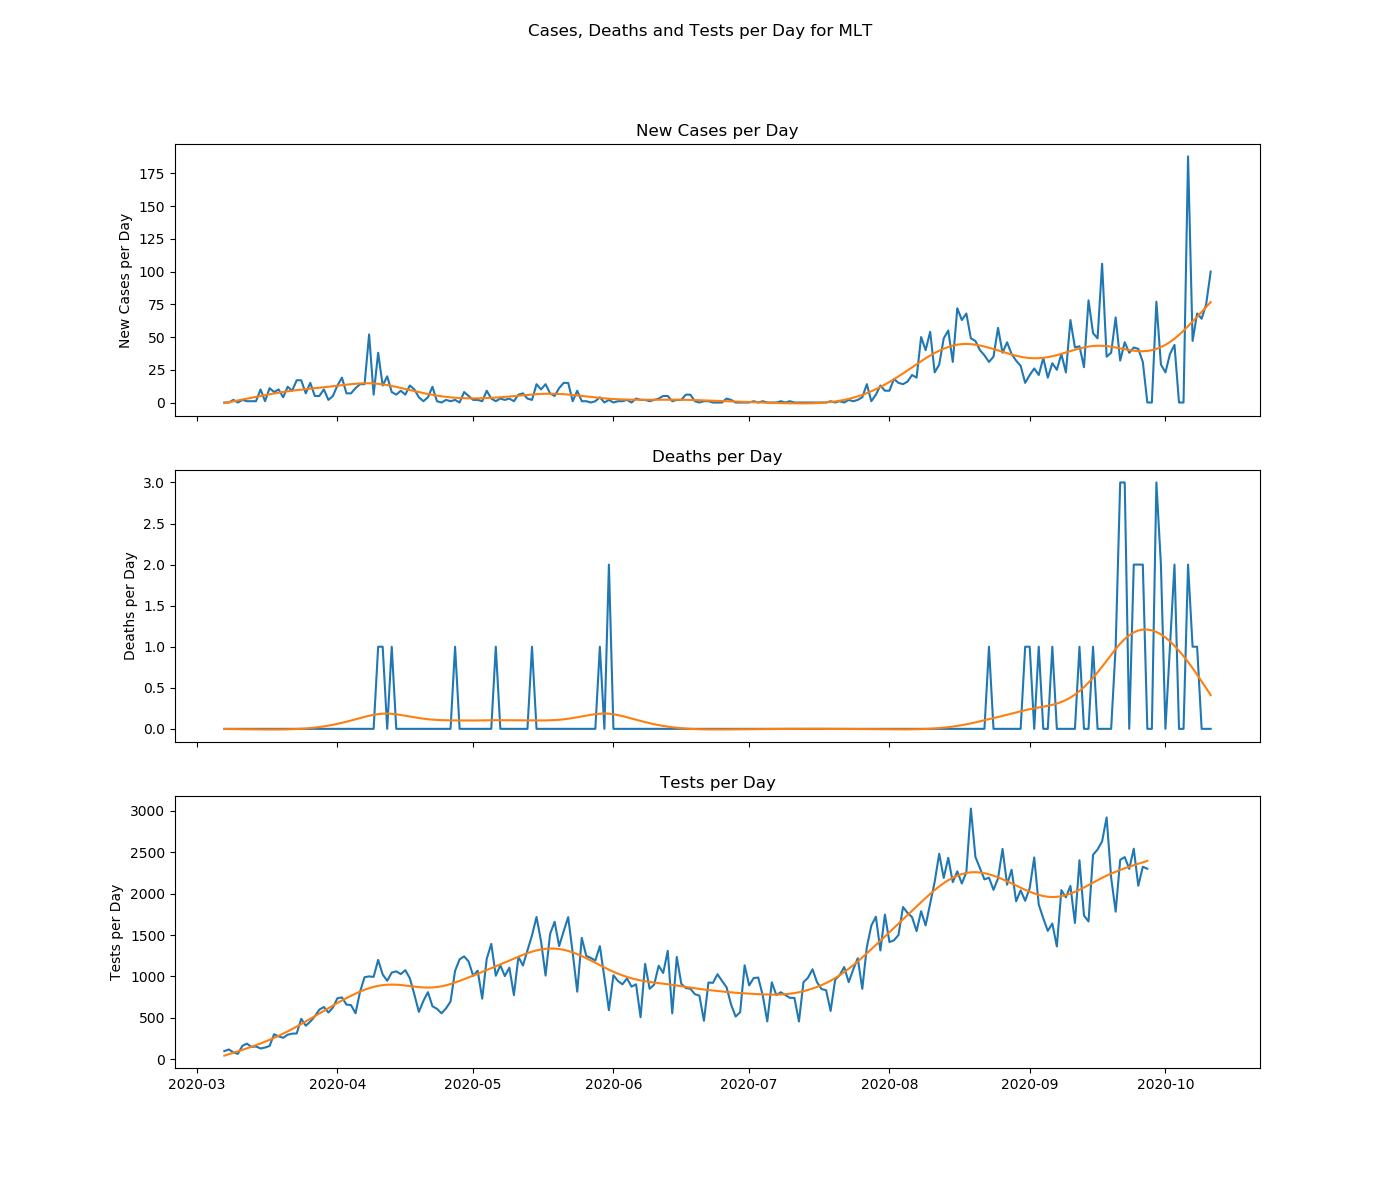 Cases, Deaths and Tests per Day for MLT
New Cases per Day
New Cases per Day
175
150
125
100
75
50
25
0
Deaths per Day
Deaths per Day
3.0
2.5
2.0
1.5
1.0
0.5
0.0
Tests per Day
Tests per Day
3000
2500
2000
1500
1000
500
0
2020-03 2020-04 2020-05 2020-06 2020-07 2020-08 2020-09 2020-10